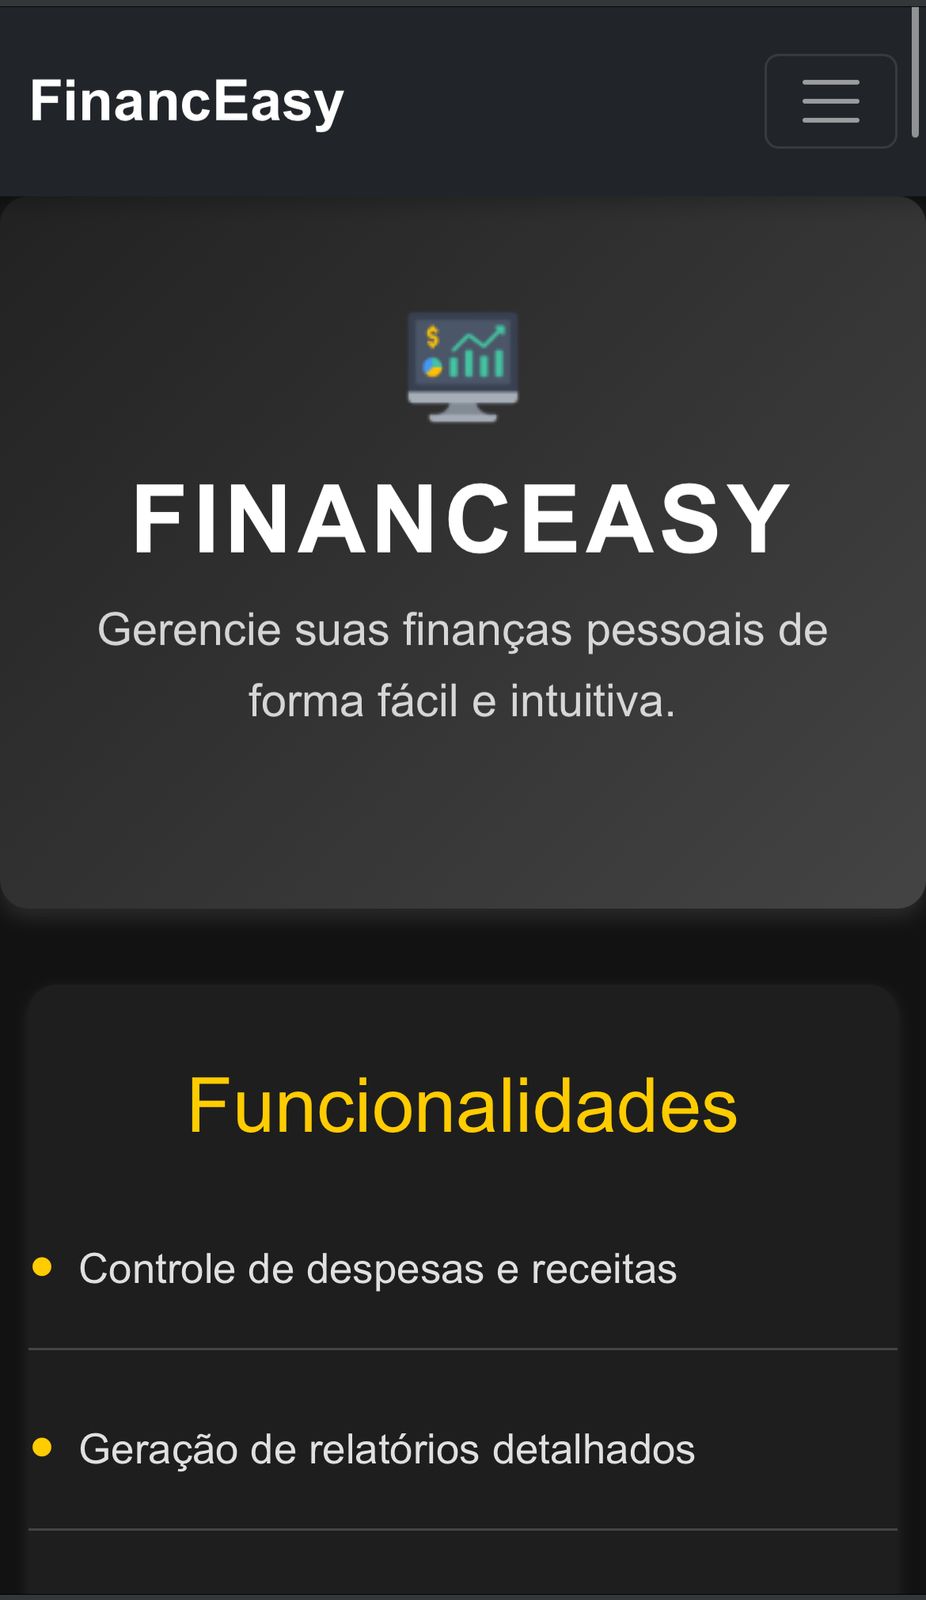 FinancEasy
$
FINANCEASY
Gerencie suas finanças pessoais de
forma fácil e intuitiva.
Funcionalidades
Controle de despesas e receitas
Geração de relatórios detalhados